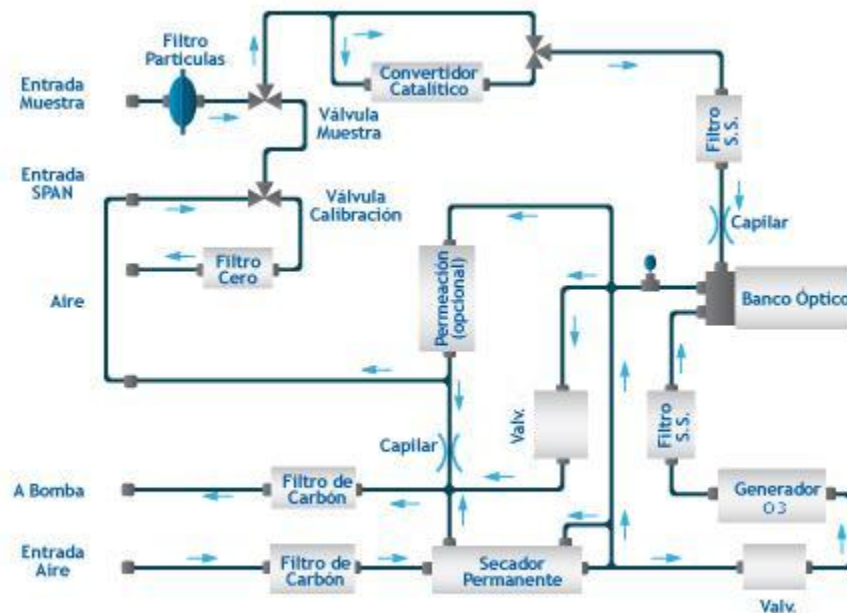 Filtro
Particulas
Entrada
Muestra
Convertidor
Catalítico
Válvula
Muestra
Filtro
S.S.
Entrada
SPAN
Válvula
Calibración
Capilar
Filtro
Cero
Aire
Permeación
(opcional)
Banco Óptico
Valv.
Filtro
S.S.
Capilar
A Bomba
Filtro de
Carbón
Generador
O3
Entrada
Aire
Filtro de
Carbón
Secador
Permanente
Valv.